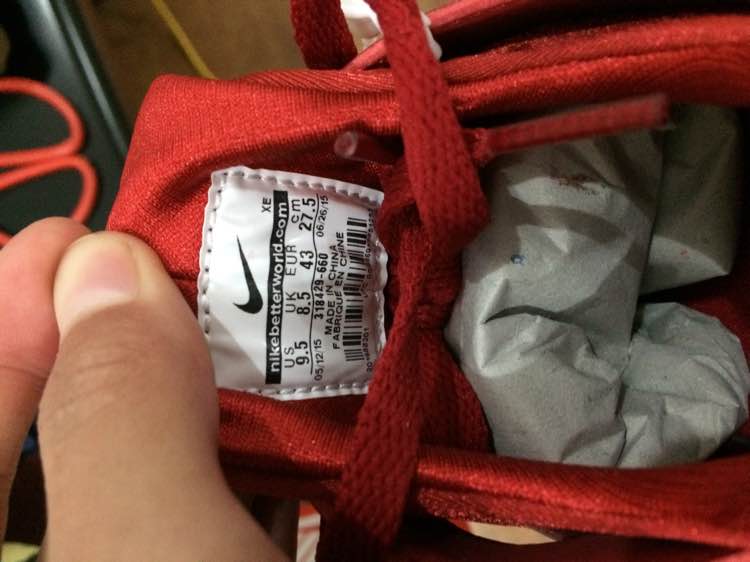 XE
nikebetterworld.com
US UK EUR cm
9.5 8.5 43 27.5
05/12/15 318429-660 06/26/15
MADE IN CHINA
FABRIQUE EN CHINE